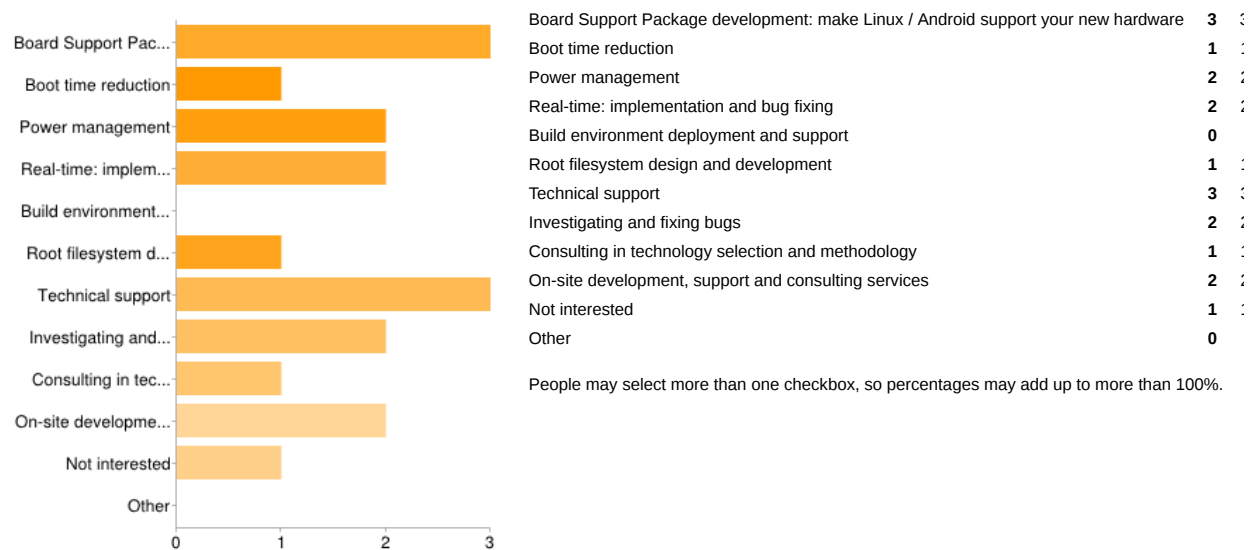 Board Support Pac...
Boot time reduction
Power management
Real-time: implem...
Build environment...
Root filesystem d...
Technical support
Investigating and...
Consulting in tec...
On-site developme...
Not interested
Other
0 1 2 3
Board Support Package development: make Linux / Android support your new hardware 3
Boot time reduction 1 1
Power management 2
Real-time: implementation and bug fixing 2
Build environment deployment and support 0
Root filesystem design and development 1 1
Technical support 3
Investigating and fixing bugs 2
Consulting in technology selection and methodology 1 1
On-site development, support and consulting services 2
Not interested 1 1
Other 0
People may select more than one checkbox, so percentages may add up to more than 100%.